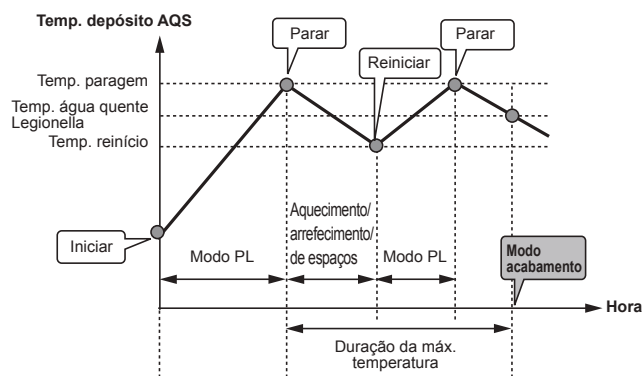 Temp. depósito AQS
Parar
Parar
Reiniciar
Temp. paragem
Temp. água quente
Legionella
Temp. reinício
Iniciar
Modo PL
Aquecimento/
arrefecimento/
de espaços
Modo PL
Modo
acabamento
Hora
Duração da máx.
temperatura